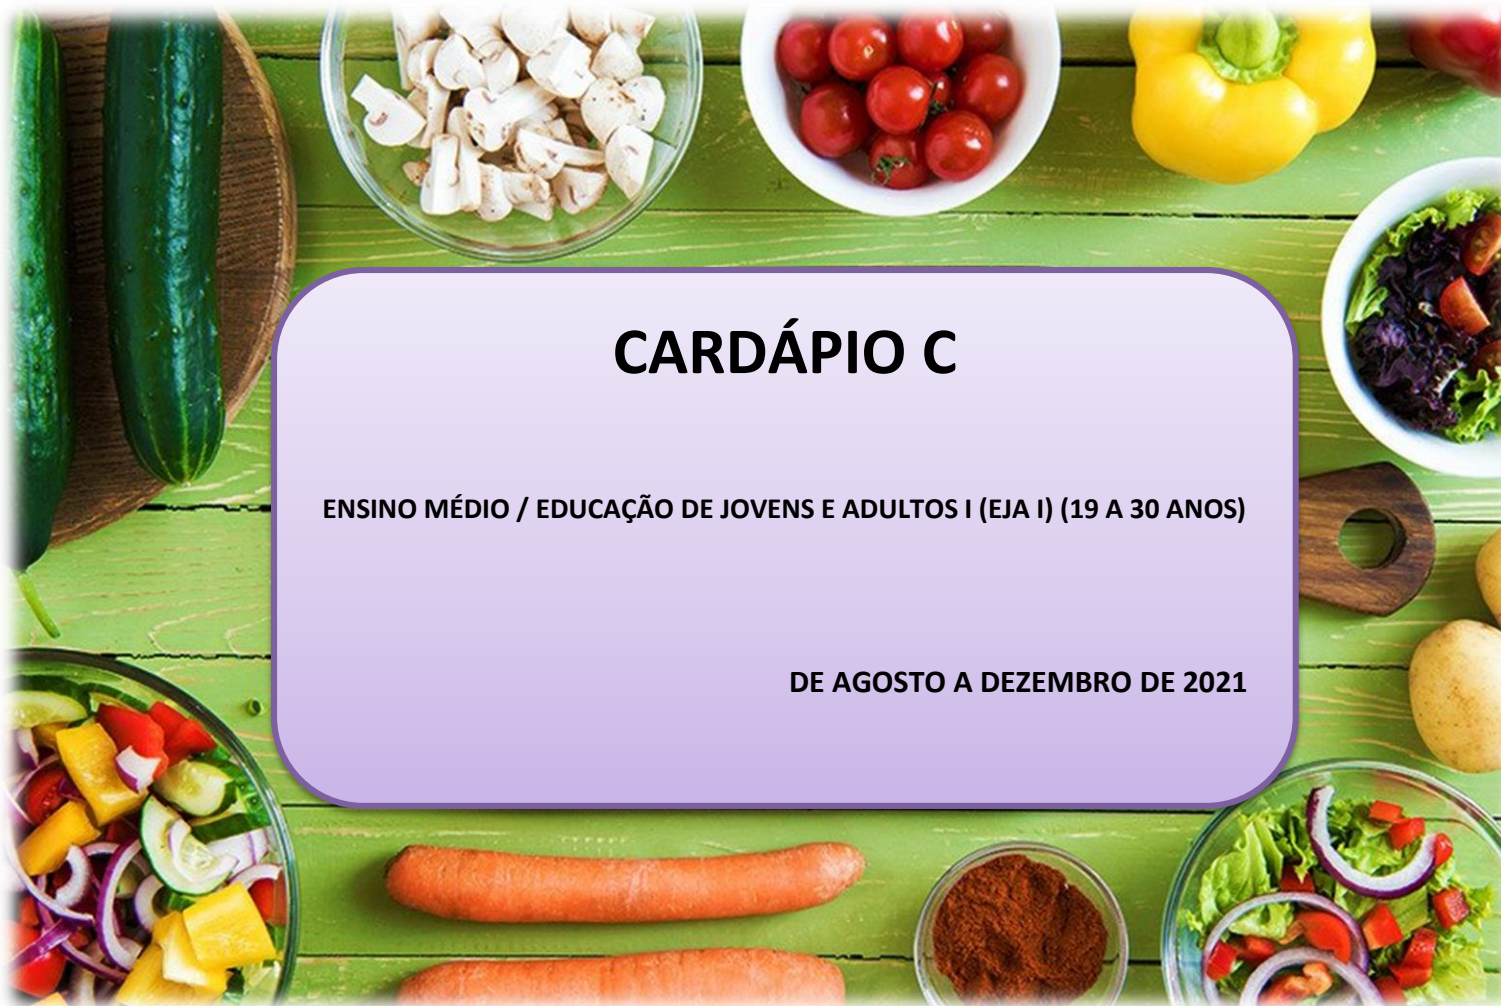 CARDÁPIO C
ENSINO MÉDIO / EDUCAÇÃO DE JOVENS E ADULTOS I (EJA I) (19 A 30 ANOS)
DE AGOSTO A DEZEMBRO DE 2021